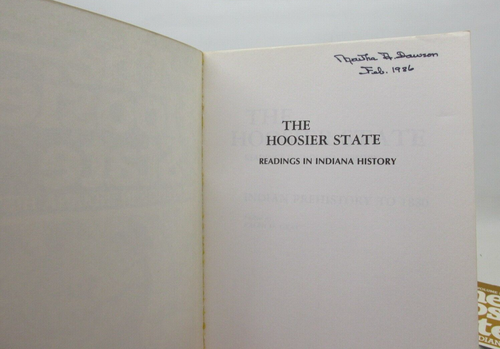 Martha D. Dawson
Feb. 1986
THE
HOOSIER STATE
READINGS IN INDIANA HISTORY